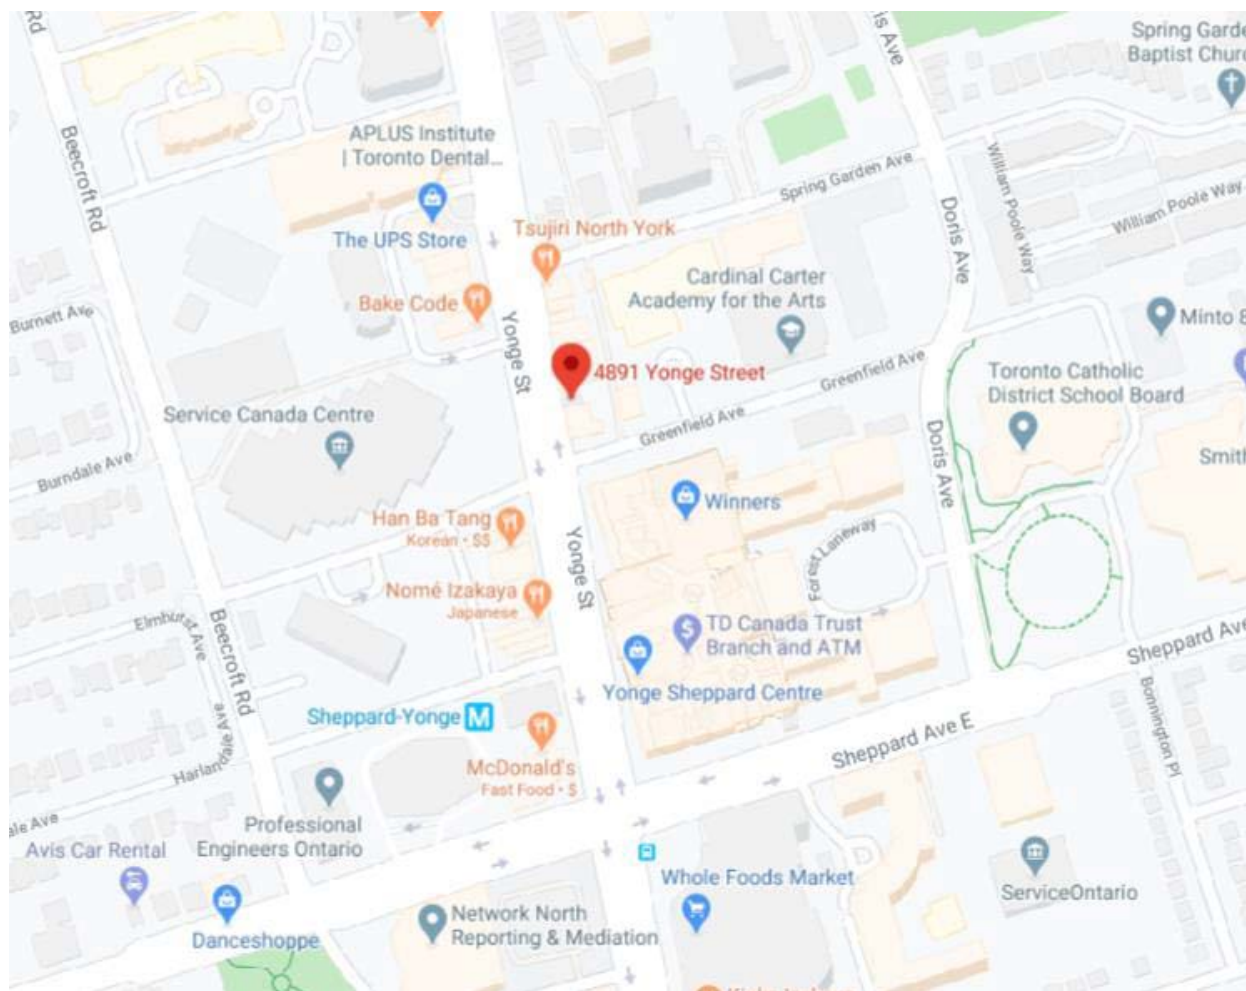 Rd
is Ave
Spring Garde
Baptist Churc
APLUS Institute
| Toronto Dental...
Beecroft Rd
William Poole Way
Spring Garden Ave
The UPS Store
Tsujiri North York
Doris Ave
William Poole Way
Cardinal Carter
Academy for the Arts
Bake Code
Burnett Ave
Minto 8
Yonge St
4891 Yonge Street
Greenfield Ave
Toronto Catholic
District School Board
Service Canada Centre
Greenfield Ave
Doris Ave
Burndale Ave
Smith
Winners
Han Ba Tang
Korean • $$
Yonge St
Forest Laneway
Nomé Izakaya
Japanese
Elmhurst Ave
Beecroft Rd
TD Canada Trust
Branch and ATM
Sheppard Ave
Yonge Sheppard Centre
Sheppard-Yonge M
Bonnington Pl
Sheppard Ave E
Harlan
McDonald's
Fast Food • $
ale Ave
Professional
Engineers Ontario
Avis Car Rental
Whole Foods Market
ServiceOntario
Network North
Reporting & Mediation
Danceshoppe